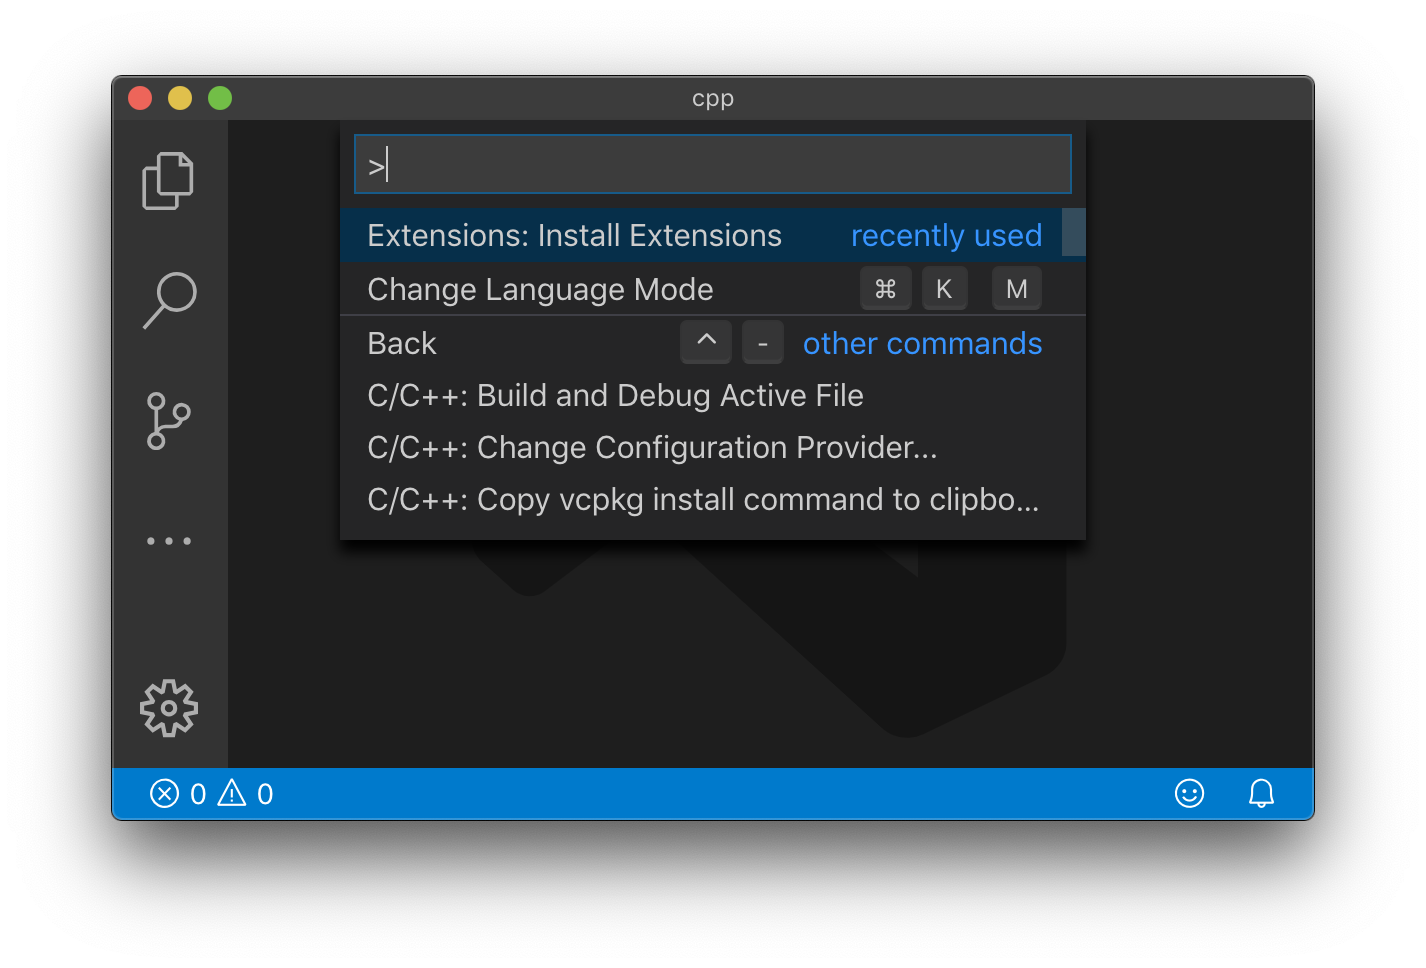 cpp
>
Extensions: Install Extensions recently used
Change Language Mode ⌘ K M
Back ^ - other commands
C/C++: Build and Debug Active File
C/C++: Change Configuration Provider...
C/C++: Copy vcpkg install command to clipbo...
0 0